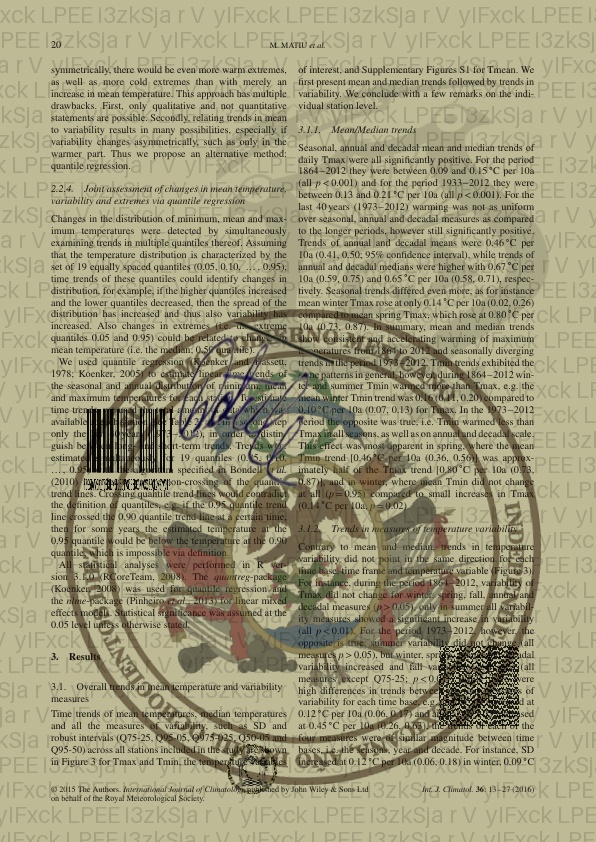 20
M. MATIU et al.
symmetrically, there would be even more warm extremes,
as well as more cold extremes than with merely an
increase in mean temperature. This approach has multiple
drawbacks. First, only qualitative and not quantitative
statements are possible. Secondly, relating trends in mean
to variability results in many possibilities, especially if
variability changes asymmetrically, such as only in the
warmer part. Thus we propose an alternative method:
quantile regression.
2.2.4. Joint assessment of changes in mean temperature,
variability and extremes via quantile regression
Changes in the distribution of minimum, mean and max-
imum temperatures were detected by simultaneously
examining trends in multiple quantiles thereof. Assuming
that the temperature distribution is characterized by the
set of 19 equally spaced quantiles (0.05, 0.10, …, 0.95),
time trends of these quantiles could identify changes in
distribution, for example, if the higher quantiles increased
and the lower quantiles decreased, then the spread of the
distribution has increased and thus also variability has
increased. Also changes in extremes extreme
quantiles 0.05 and 0.95) could be related to change
mean temperature (i.e. the median; 0.50 quantile).
We used quantile regression (Koenker and Bassett,
1978; Koenker, 2005) to estimate linear trends
the seasonal and annual distribution of minimum
and maximum temperatures
time trends
available
only the
guish be
estimate 19 quantiles (0.05, 0.10,
…, specified in Bondell et al.
(2010) non-crossing of the quantile
trend lines. Crossing quantile trend lines would contradict
the definition of quantiles, e.g. if the 0.95 quantile trend
line crossed the 0.90 quantile trend line at a certain time,
then for some years the estimated temperature at the
0.95 quantile would be below the temperature at the 0.90
quantile, which is impossible by definition.
All statistical analyses were performed in R ver-
sion 3.1.0 (RCoreTeam, 2008). The quantreg-package
(Koenker, 2008) was used for quantile regression and
the nlme-package (Pinheiro et al., 2013) for linear mixed
effect models. Statistical significance was assumed at the
0.05 level unless otherwise stated.
3. Results
3.1. Overall trends in mean temperature and variability
measures
Time trends of mean temperatures, median temperatures
and all the measures of variability, such as SD and
robust intervals (Q75-25, Q95-05, Q975-025, Q50-05 and
Q95-50) across all stations included in the study are shown
in Figure 3 for Tmax and Tmin, the temperature variables
of interest, and Supplementary Figures S1 for Tmean. We
first present mean and median trends followed by trends in
variability. We conclude with a few remarks on the indi-
vidual station level.
3.1.1. Mean/Median trends
Seasonal, annual and decadal mean and median trends of
daily Tmax were all significantly positive. For the period
1864–2012 they were between 0.09 and 0.15 °C per 10a
(all p < 0.001) and for the period 1933–2012 they were
between 0.13 and 0.21 °C per 10a (all p < 0.001). For the
last 40 years (1973–2012) warming was not as uniform
over seasonal, annual and decadal measures as compared
to the longer periods, however still significantly positive.
Trends of annual and decadal means were 0.46 °C per
10a (0.41, 0.50; 95% confidence interval), while trends of
annual and decadal medians were higher with 0.67 °C per
10a (0.59, 0.75) and 0.65 °C per 10a (0.58, 0.71), respec-
tively. Seasonal trends differed even more, as for instance
mean winter Tmax rose at only 0.14 °C per 10a (0.02, 0.26)
compared to mean spring Tmax, which rose at 0.80 °C per
10a (0.73, 0.87). In summary, mean and median trends
show consistent and accelerating warming of maximum
temperatures from 1864 to 2012 and seasonally diverging
trends in the period 1973–2012. Tmin trends exhibited the
same patterns in general; however, during 1864–2012 win-
ter and summer Tmin warmed more than Tmax, e.g. the
mean winter Tmin trend was 0.16 , 0.20) compared to
0.10 °C per 10a (0.07, 0.13) for Tmax. In the 1973–2012
period the opposite was true, i.e. Tmin warmed less than
Tmax in all seasons, as well as on annual and decadal scale.
This effect was most apparent in spring, where the mean
Tmin trend [0.46 °C per 10a (0.36, 0.56)] was approx-
imately trend [0.80 °C per 10a (0.73,
0.87)], and in winter, where mean Tmin did not change
at all (p = 0.95) compared to small increases in Tmax
(0.14 °C per 10a, p = 0.02)
3.1.2. Trends in measures of temperature variability
Contrary to mean and median, trends in temperature
variability did not point in the same direction for each
time base, time frame and temperature variable (Figure 3).
For instance, during the period 1864–2012, variability of
Tmax did not change for winter, spring, fall, annual and
decadal measures (p > 0.05), only the summer all variabil-
ity measures showed a significant increase in variability
(all p < 0.01). For the period 1973–2012, however, the
opposite is true: summer variability did not change (all
measures p > 0.05), but winter, spring decadal
variability increased and fall (all
measures except Q75-25; p were
high differences in trends between of
variability for each time base, e.g. at
0.12 °C per 10a (0.06, 0.17) and
at 0.45 °C per 10a (0.26, 0.63), the of the
four measures were of similar magnitude between time
bases, i.e. the seasons, year and decade. For instance, SD
increased at 0.12 °C per 10a (0.06, 0.18) in winter, 0.09 °C
© 2015 The Authors. International Journal of Climatology published by John Wiley & Sons Ltd
on behalf of the Royal Meteorological Society.
Int. J. Climatol. 36: 13–27 (2016)